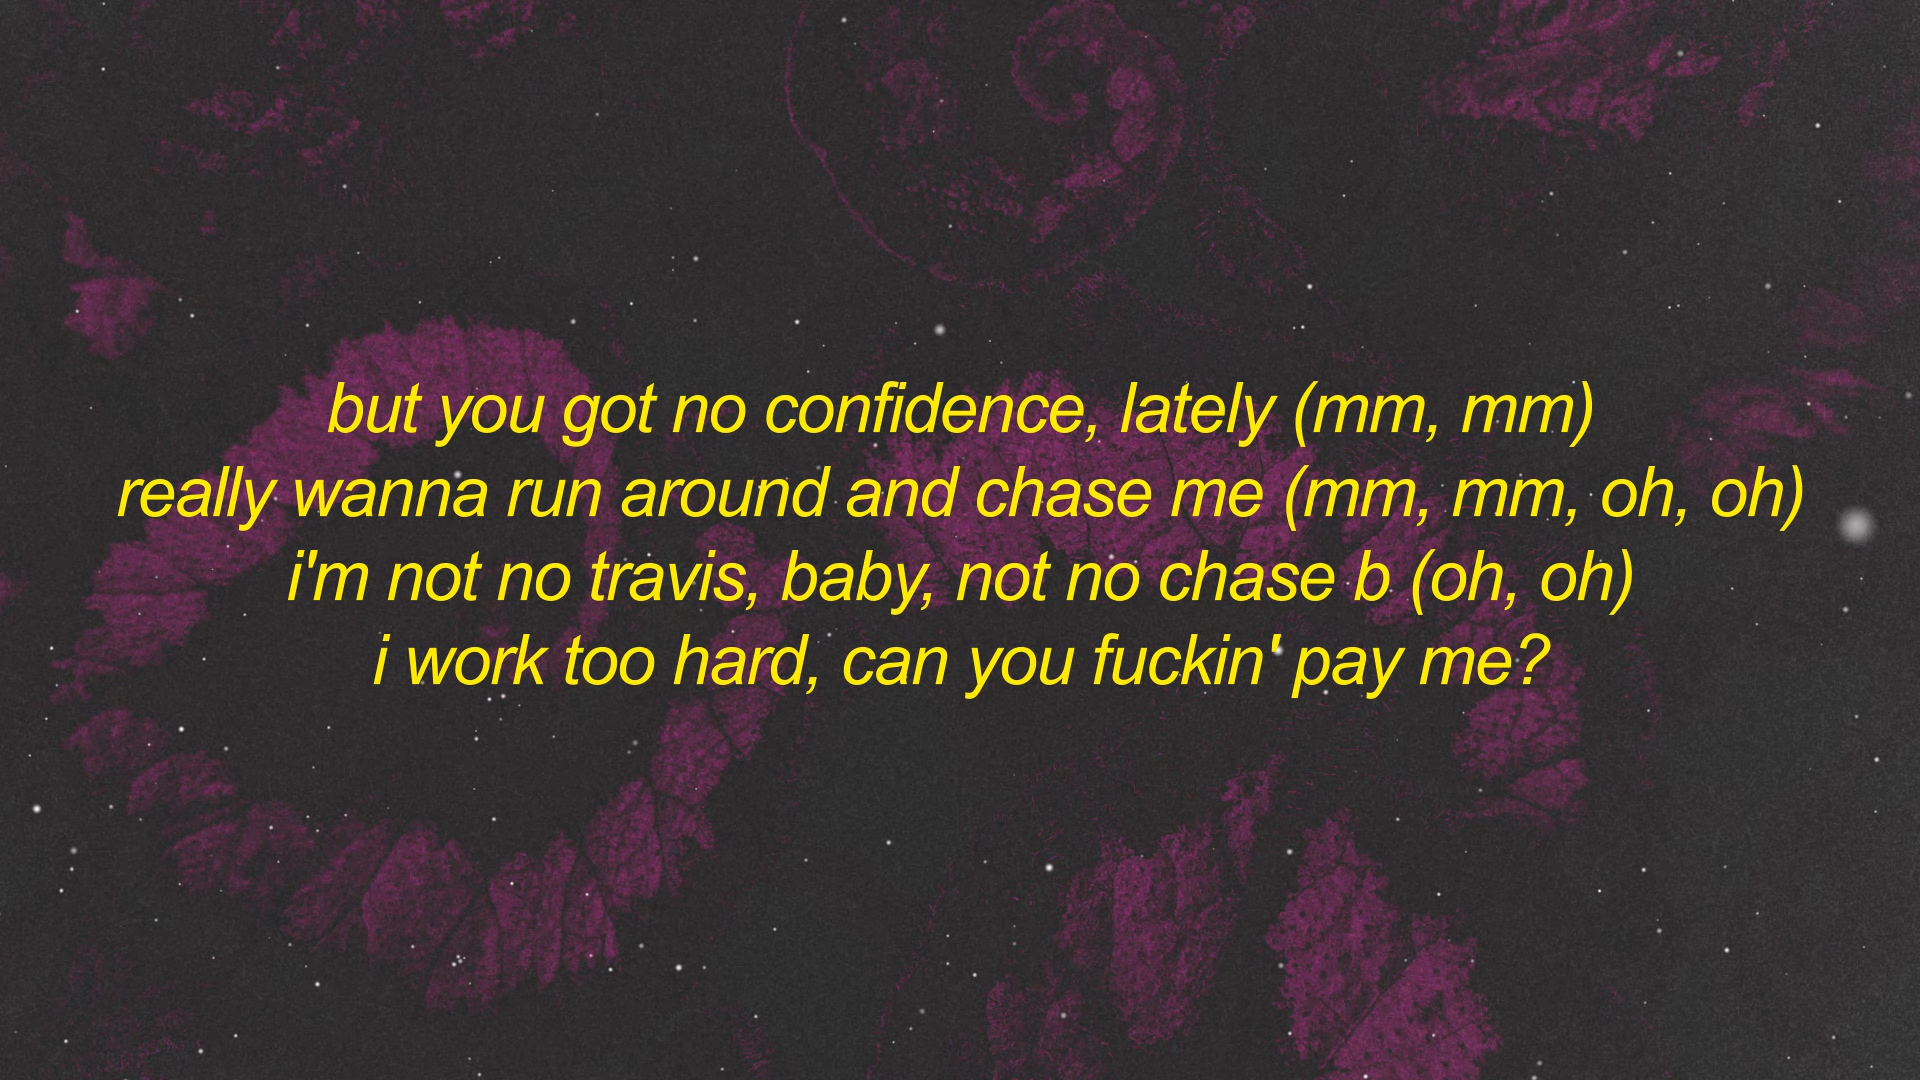 but you got no confidence, lately (mm, mm)
really wanna run around and chase me (mm, mm, oh, oh)
i'm not no travis, baby, not no chase b (oh, oh)
i work too hard, can you fuckin' pay me?